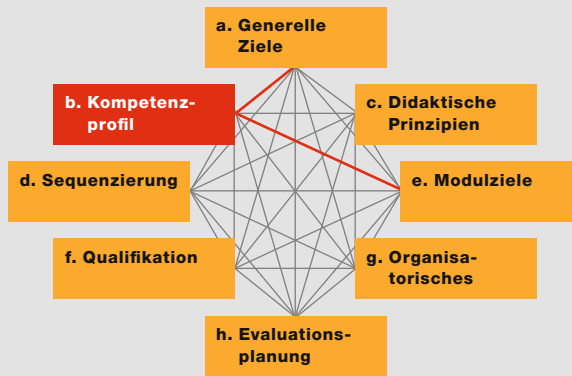 a. Generelle
Ziele
b. Kompetenz-
profil
c. Didaktische
Prinzipien
d. Sequenzierung
e. Modulziele
f. Qualifikation
g. Organisa-
torisches
h. Evaluations-
planung